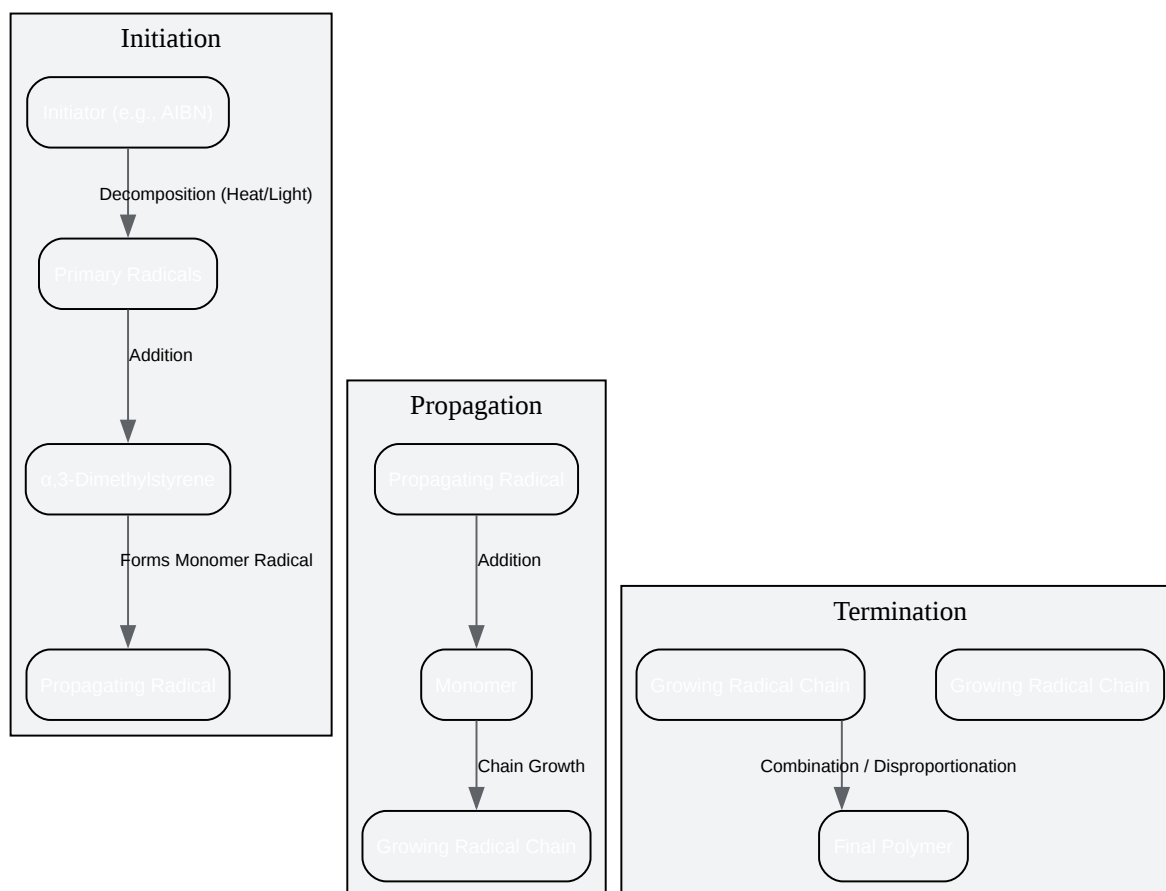 Initiation
Initiator (e.g., AIBN)
Decomposition (Heat/Light)
Primary Radicals
Addition
α,3-Dimethylstyrene
Forms Monomer Radical
Propagating Radical
Propagation
Propagating Radical
Addition
Monomer
Chain Growth
Growing Radical Chain
Termination
Growing Radical Chain
Growing Radical Chain
Combination / Disproportionation
Final Polymer